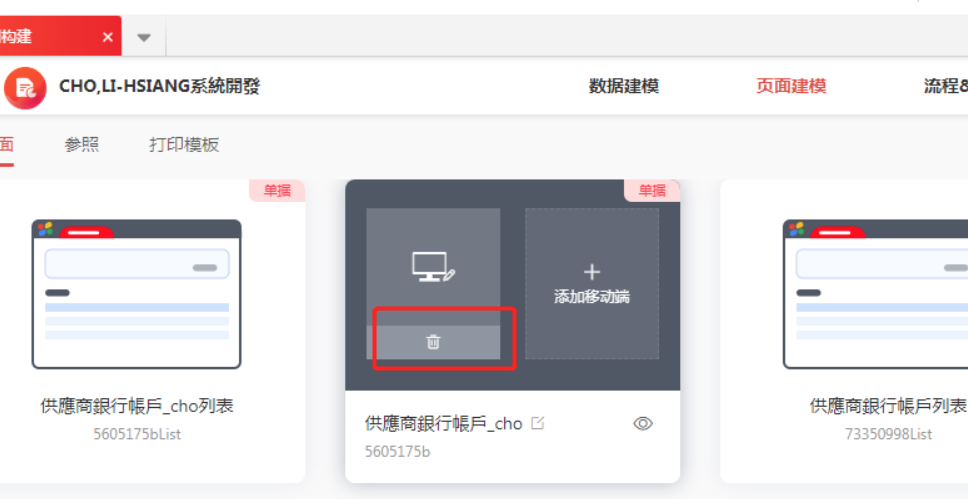 构建
CHO,LI-HSIANG系統開發
数据建模
页面建模
流程&
面
参照
打印模板
单据
单据
添加移动端
供應商銀行帳戶_cho列表
5605175bList
供應商銀行帳戶_cho
5605175b
供應商銀行帳戶列表
73350998List